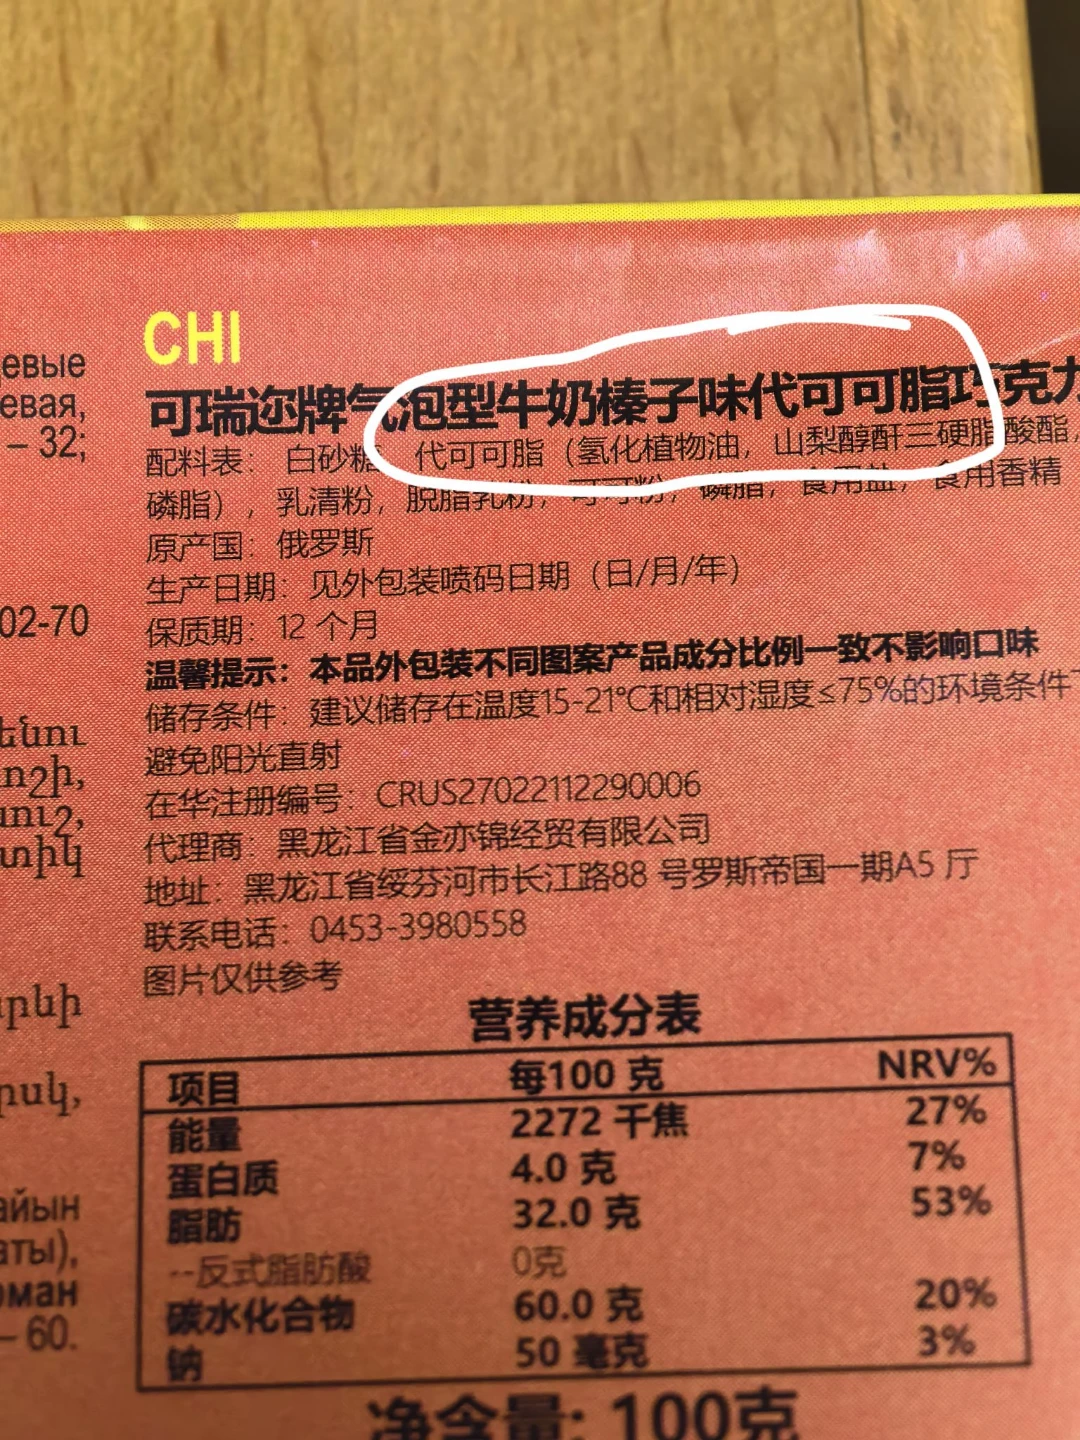 CHI
евые
可瑞迩牌气泡型牛奶榛子味代可可脂巧克力
евая,
配料表： 白砂糖， 代可可脂（氢化植物油，山梨醇酐三硬脂酸酯，
– 32;
磷脂），乳清粉，脱脂乳粉，可可粉，磷脂，食用盐，食用香精
原产国：俄罗斯
生产日期：见外包装喷码日期（日/月/年）
02-70
保质期：12 个月
温馨提示：本品外包装不同图案产品成分比例一致不影响口味
储存条件：建议储存在温度15-21℃和相对湿度≤75%的环境条件下
避免阳光直射
在华注册编号：CRUS27022112290006
代理商：黑龙江省金亦锦经贸有限公司
地址：黑龙江省绥芬河市长江路88 号罗斯帝国一期A5 厅
联系电话：0453-3980558
图片仅供参考
营养成分表
项目 每100 克 NRV%
能量 2272 千焦 27%
蛋白质 4.0 克 7%
脂肪 32.0 克 53%
--反式脂肪酸 0克
碳水化合物 60.0 克 20%
钠 50 毫克 3%
айын
аты),
рман
– 60.
净含量: 100克